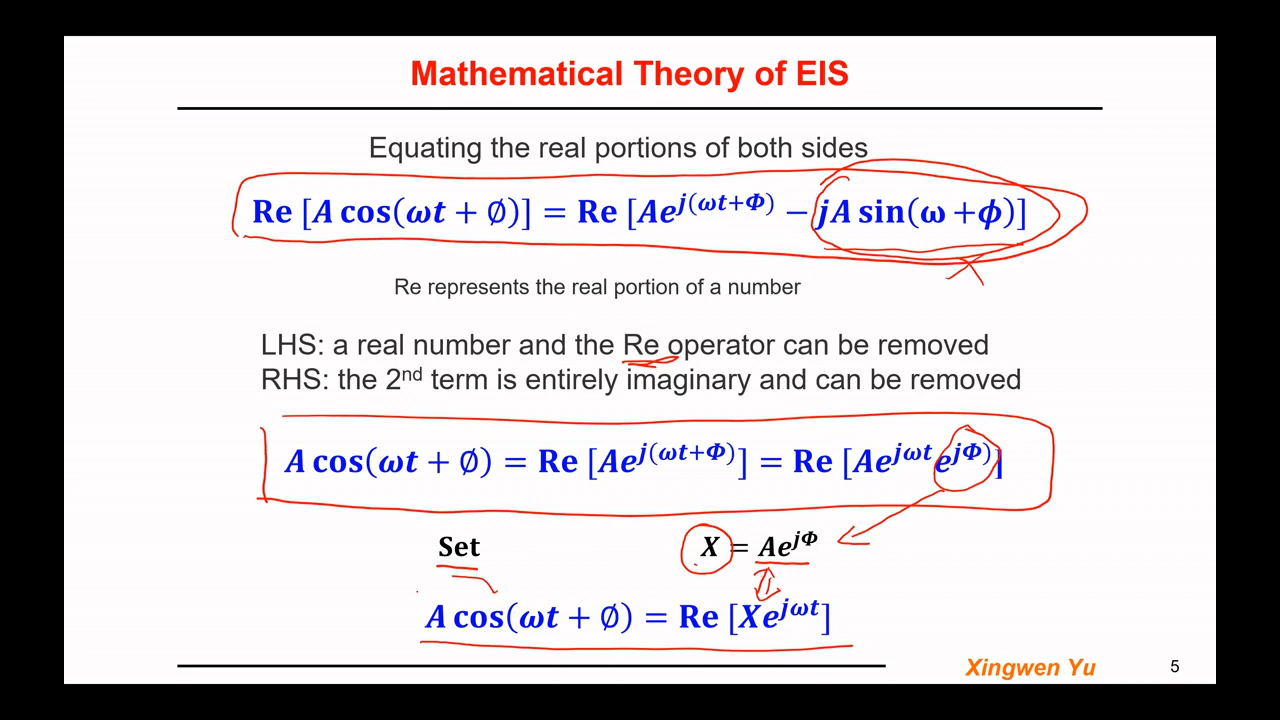 Mathematical Theory of EIS
Equating the real portions of both sides
Re [A cos(ωt + ∅)] = Re [Ae^{j(ωt+Φ)} − jA sin(ω +ϕ)]
Re represents the real portion of a number
LHS: a real number and the Re operator can be removed
RHS: the 2nd term is entirely imaginary and can be removed
A cos(ωt + ∅) = Re [Ae^{j(ωt+Φ)}] = Re [Ae^{jωt}e^{jΦ)}]
Set X = Ae^{jΦ}
A cos(ωt + ∅) = Re [Xe^{jωt}]
Xingwen Yu 5